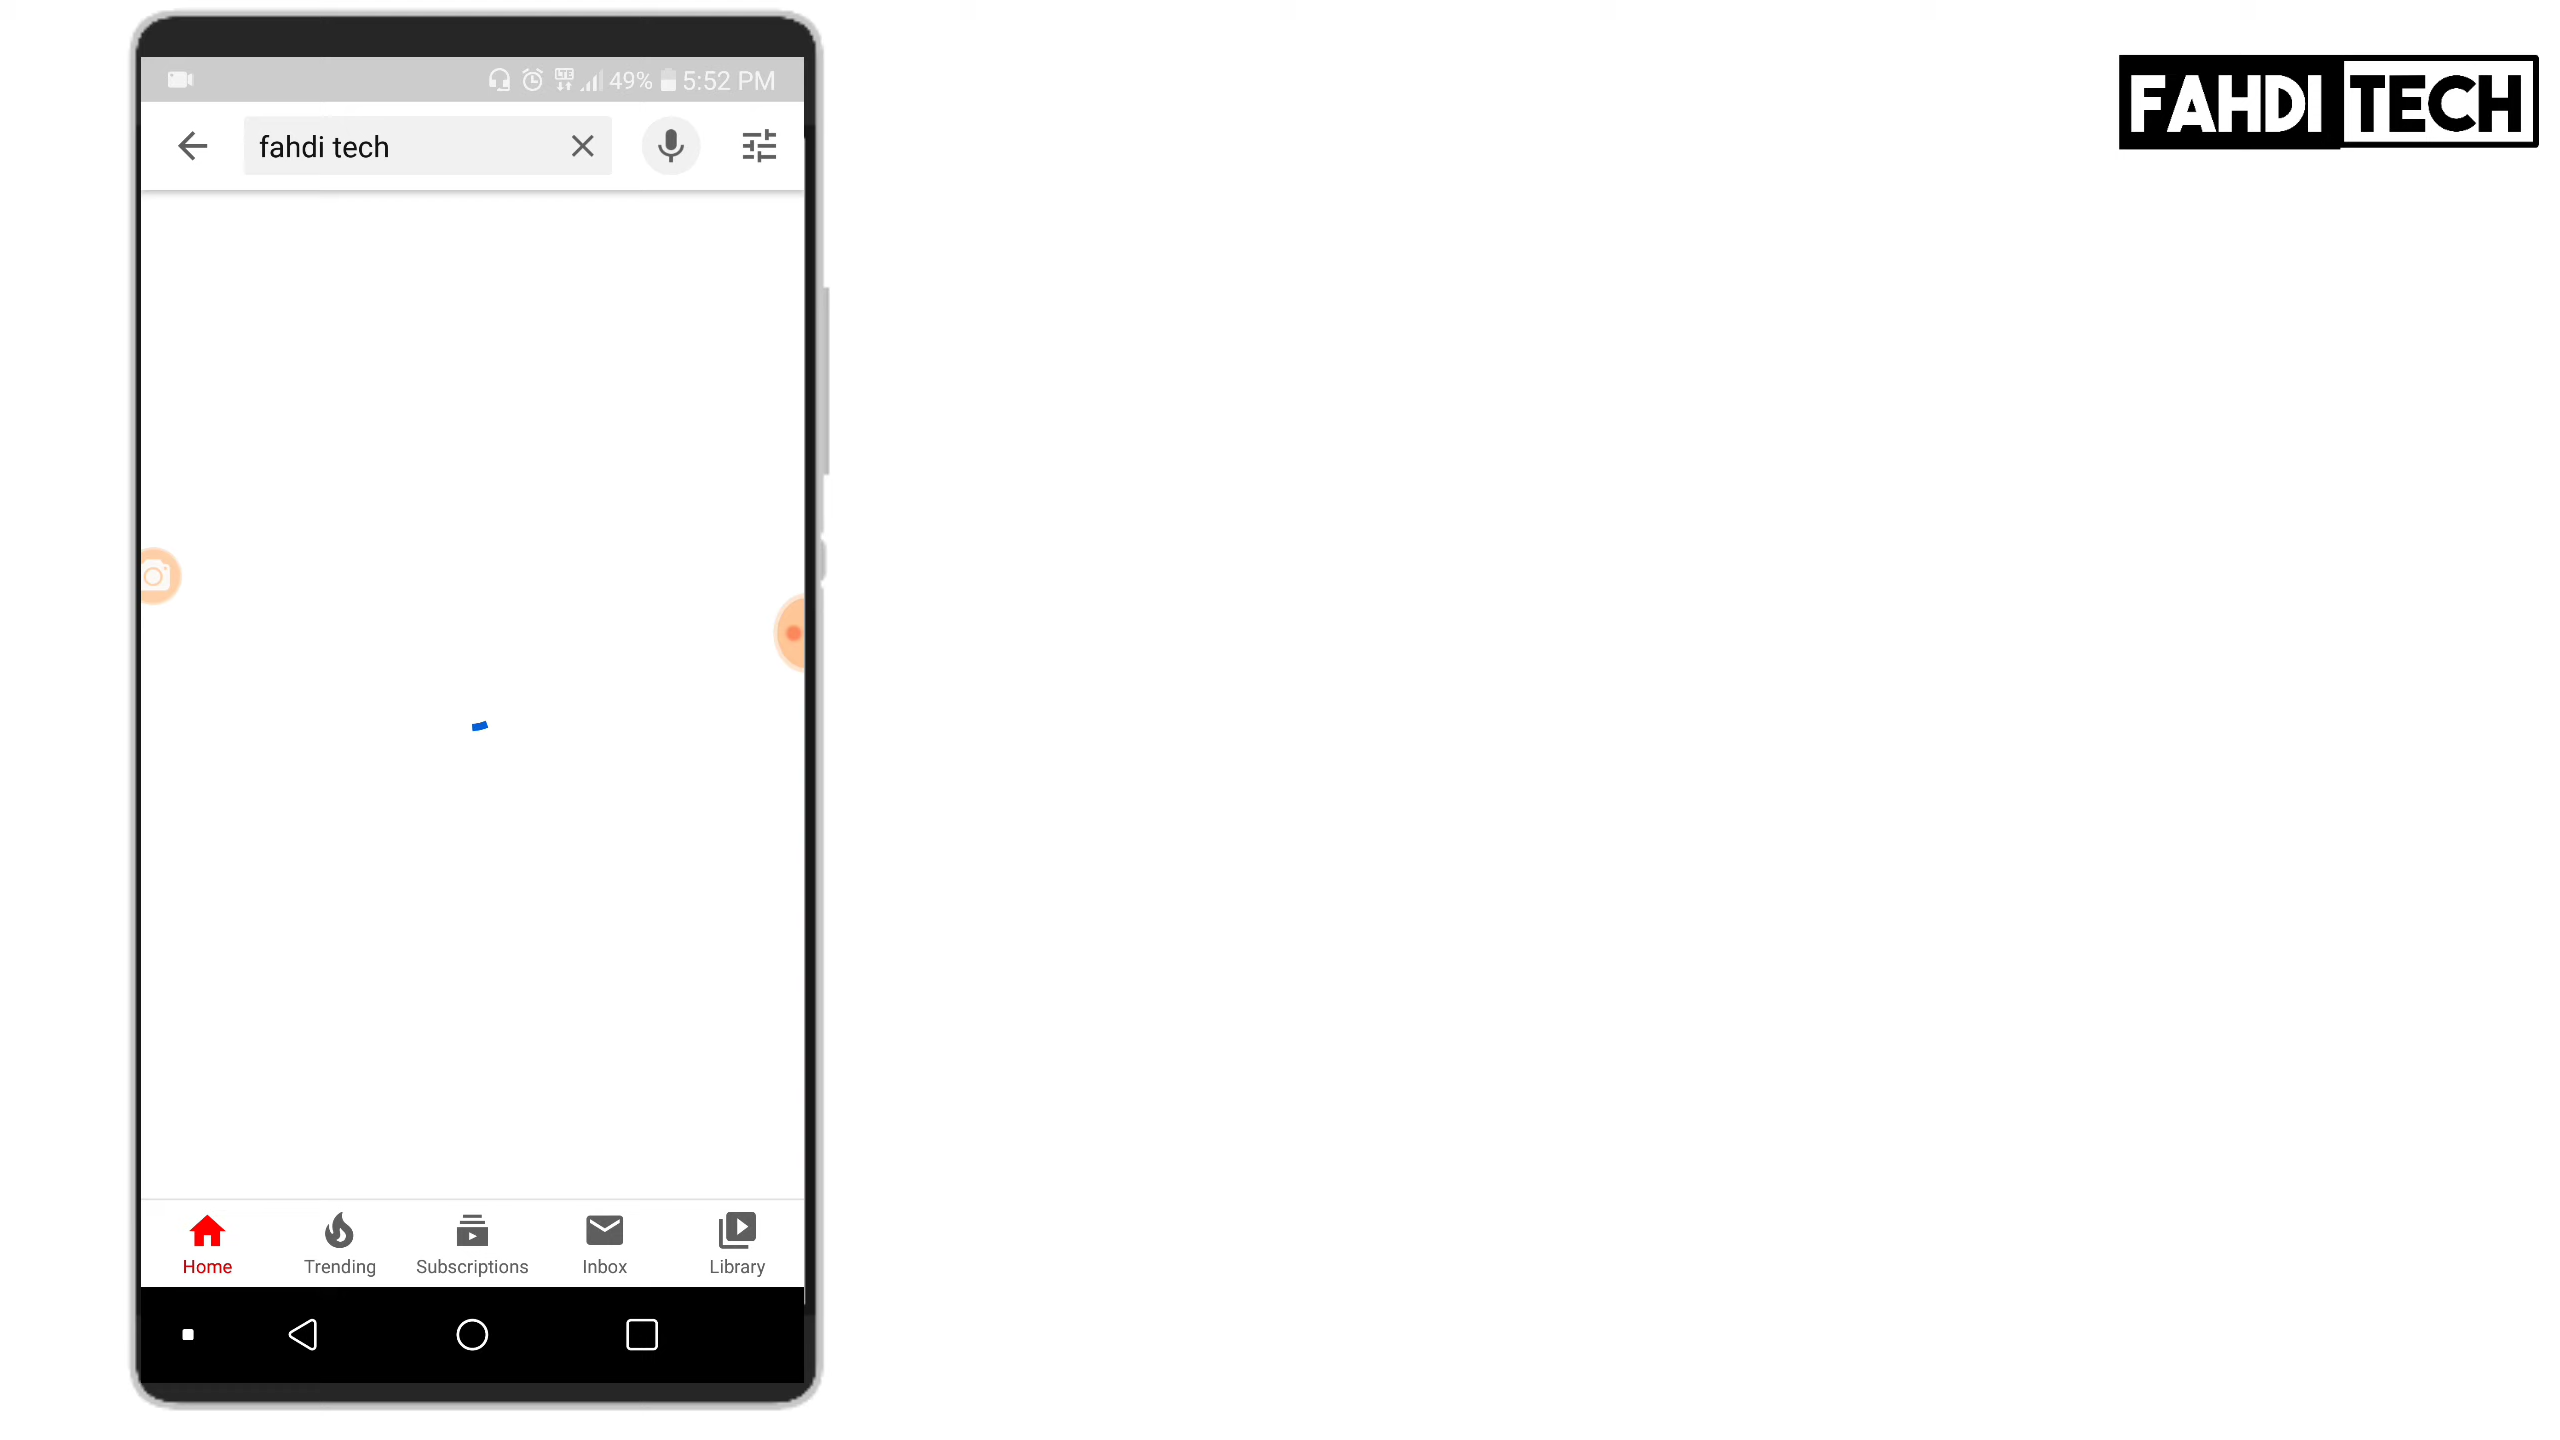 49% 5:52 PM
FAHDI TECH
fahdi tech
Home Trending Subscriptions Inbox Library